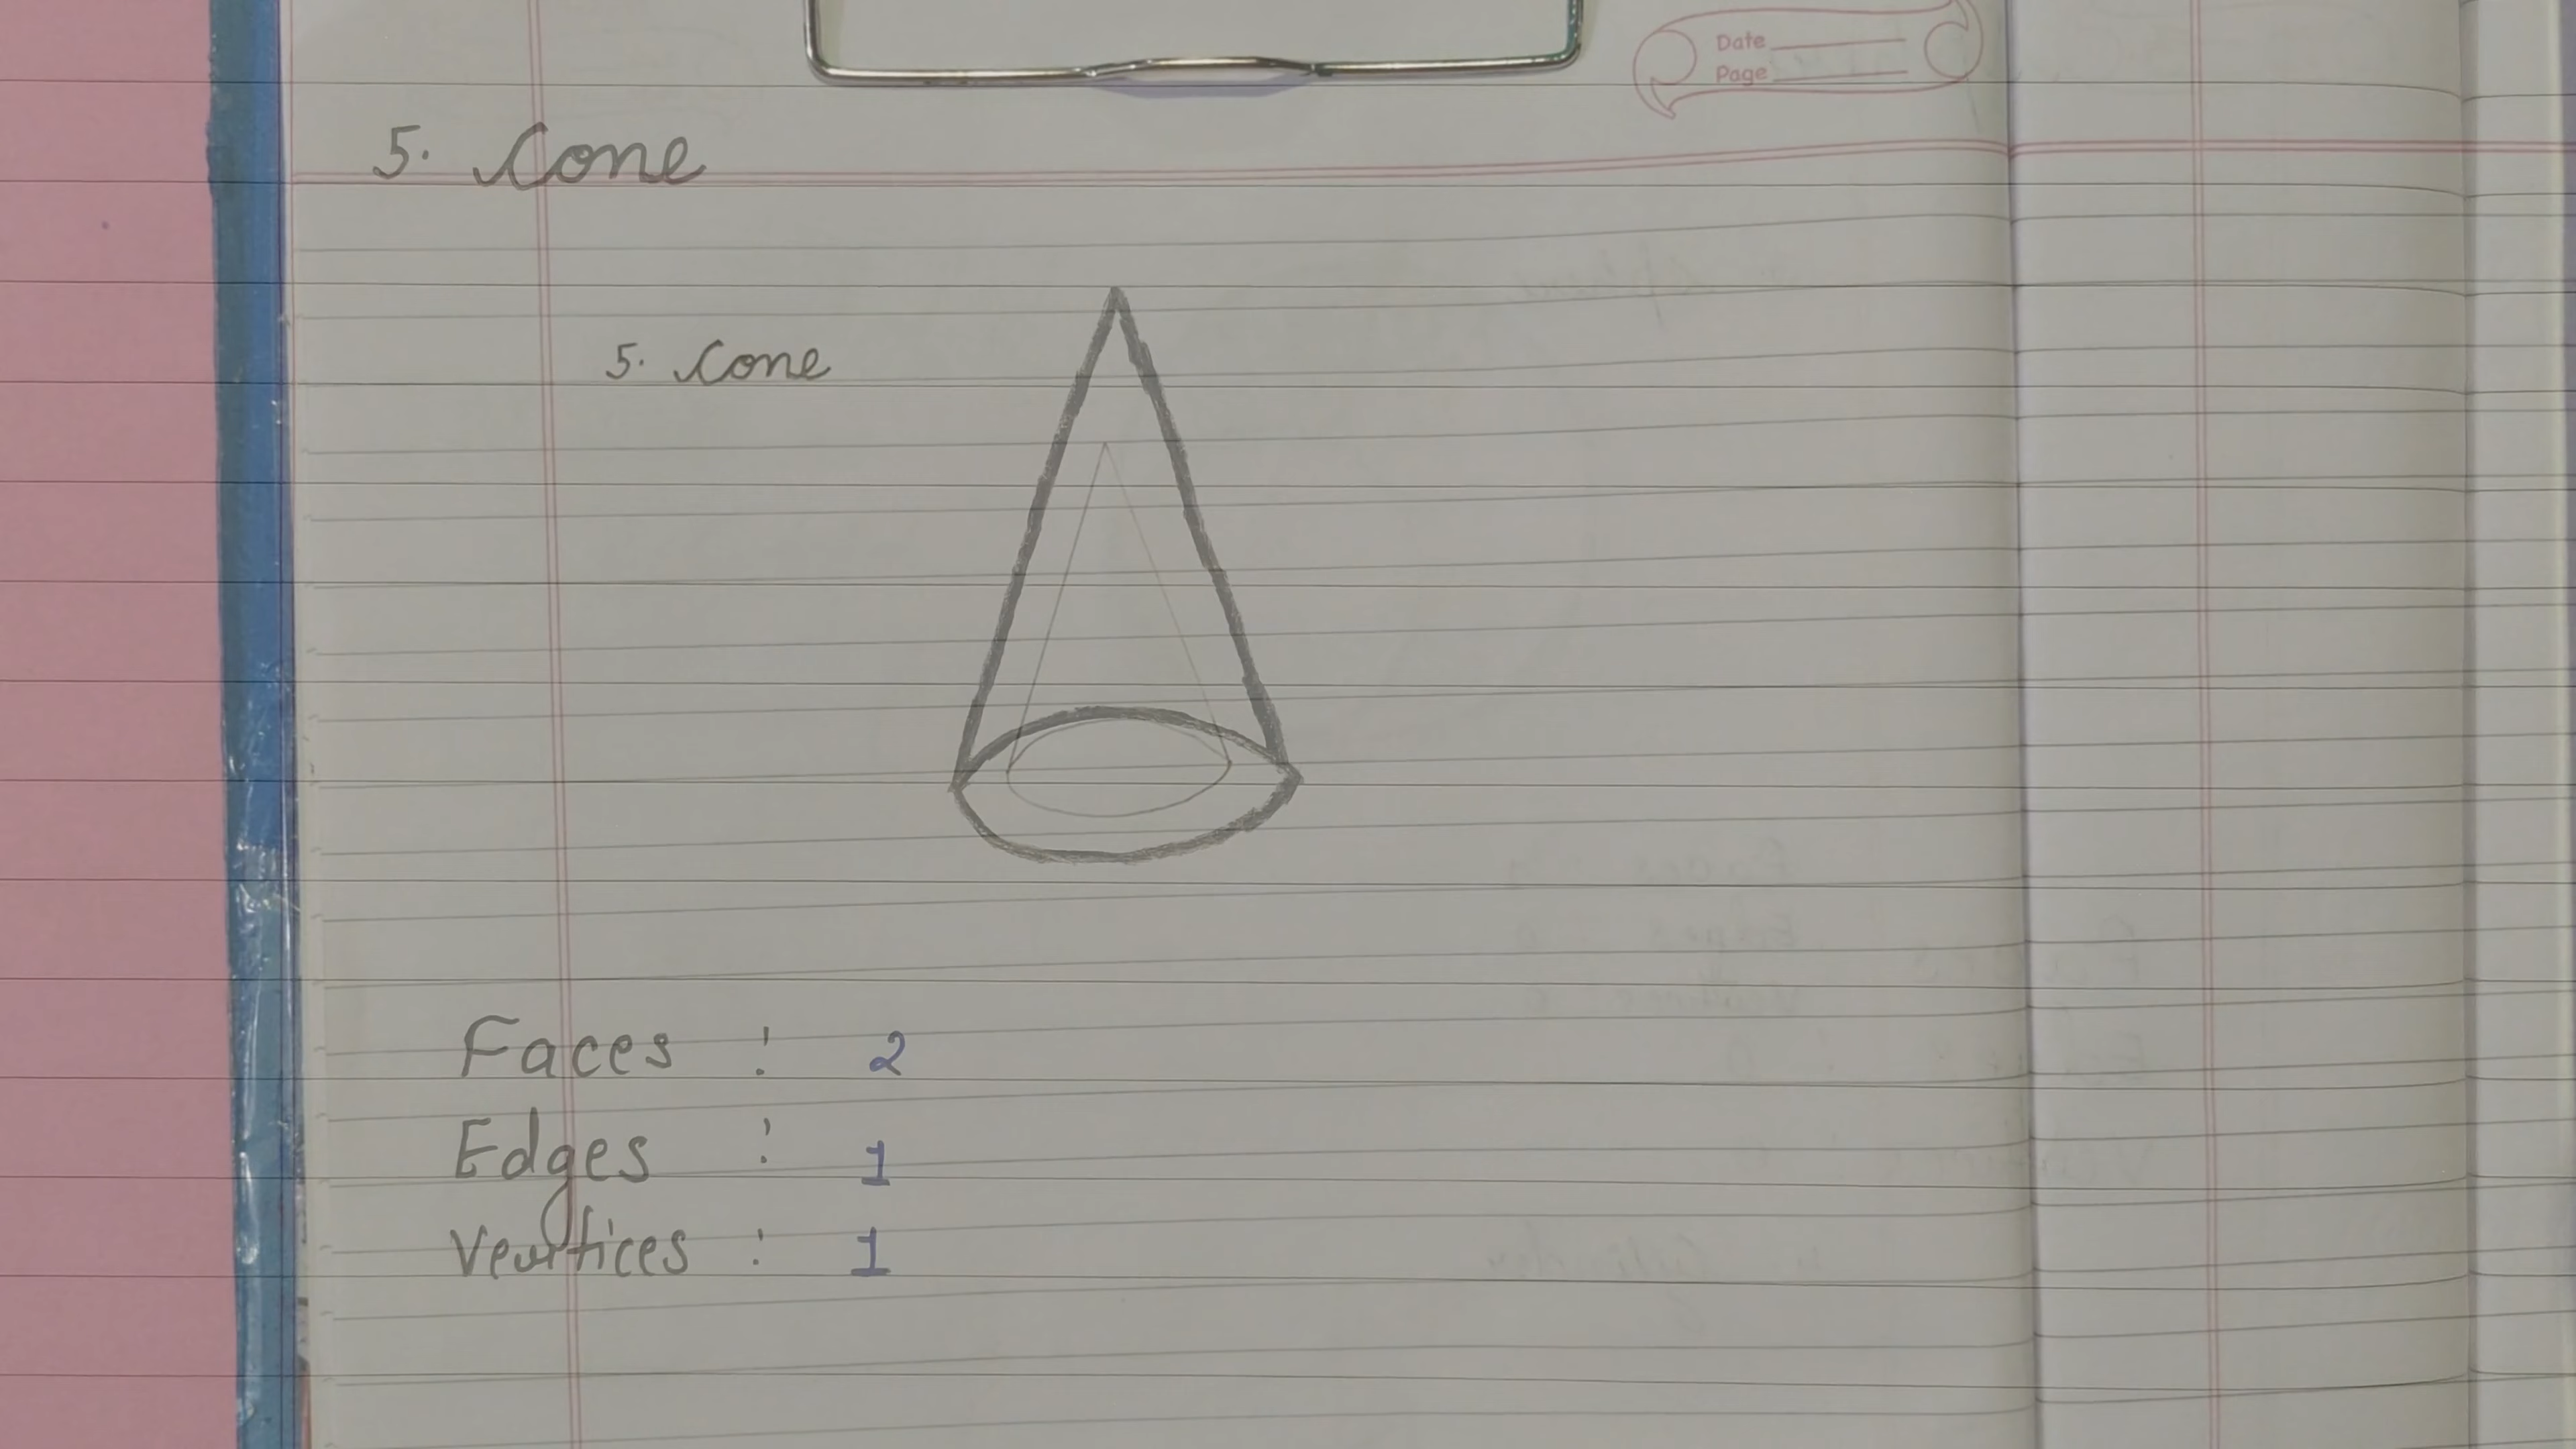 Date
Page
5. Cone
5. Cone
Faces : 2
Edges : 1
Vertices : 1